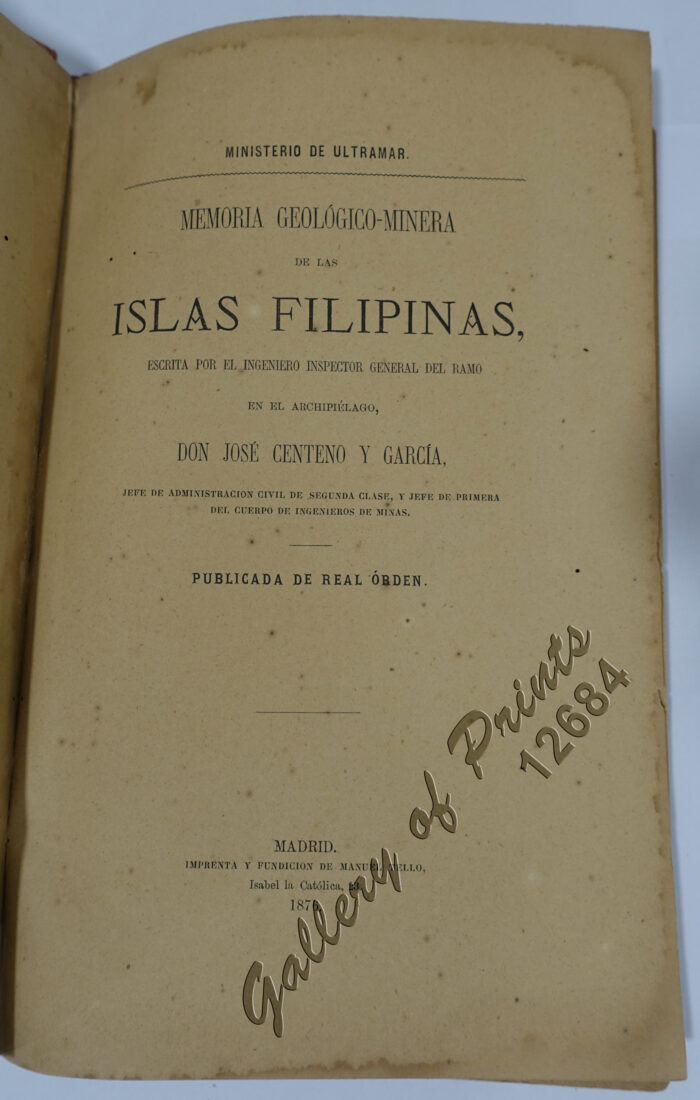 MINISTERIO DE ULTRAMAR.
MEMORIA GEOLÓGICO-MINERA
DE LAS
ISLAS FILIPINAS,
ESCRITA POR EL INGENIERO INSPECTOR GENERAL DEL RAMO
EN EL ARCHIPIÉLAGO,
DON JOSÉ CENTENO Y GARCÍA,
JEFE DE ADMINISTRACION CIVIL DE SEGUNDA CLASE, Y JEFE DE PRIMERA
DEL CUERPO DE INGENIEROS DE MINAS.
PUBLICADA DE REAL ÓRDEN.
MADRID.
IMPRENTA Y FUNDICION DE MANUEL TELLO,
Isabel la Católica,
1876.
Gallery of Prints
12684